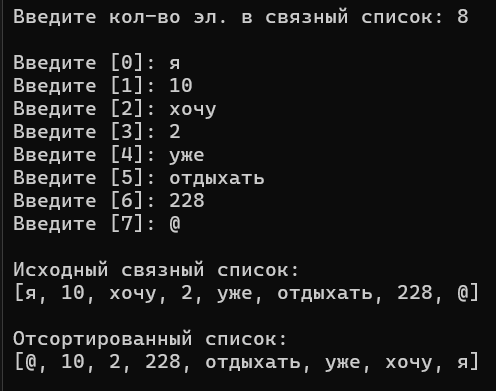 Введите кол-во эл. в связный список: 8
Введите [0]: я
Введите [1]: 10
Введите [2]: хочу
Введите [3]: 2
Введите [4]: уже
Введите [5]: отдыхать
Введите [6]: 228
Введите [7]: @
Исходный связный список:
[я, 10, хочу, 2, уже, отдыхать, 228, @]
Отсортированный список:
[@, 10, 2, 228, отдыхать, уже, хочу, я]